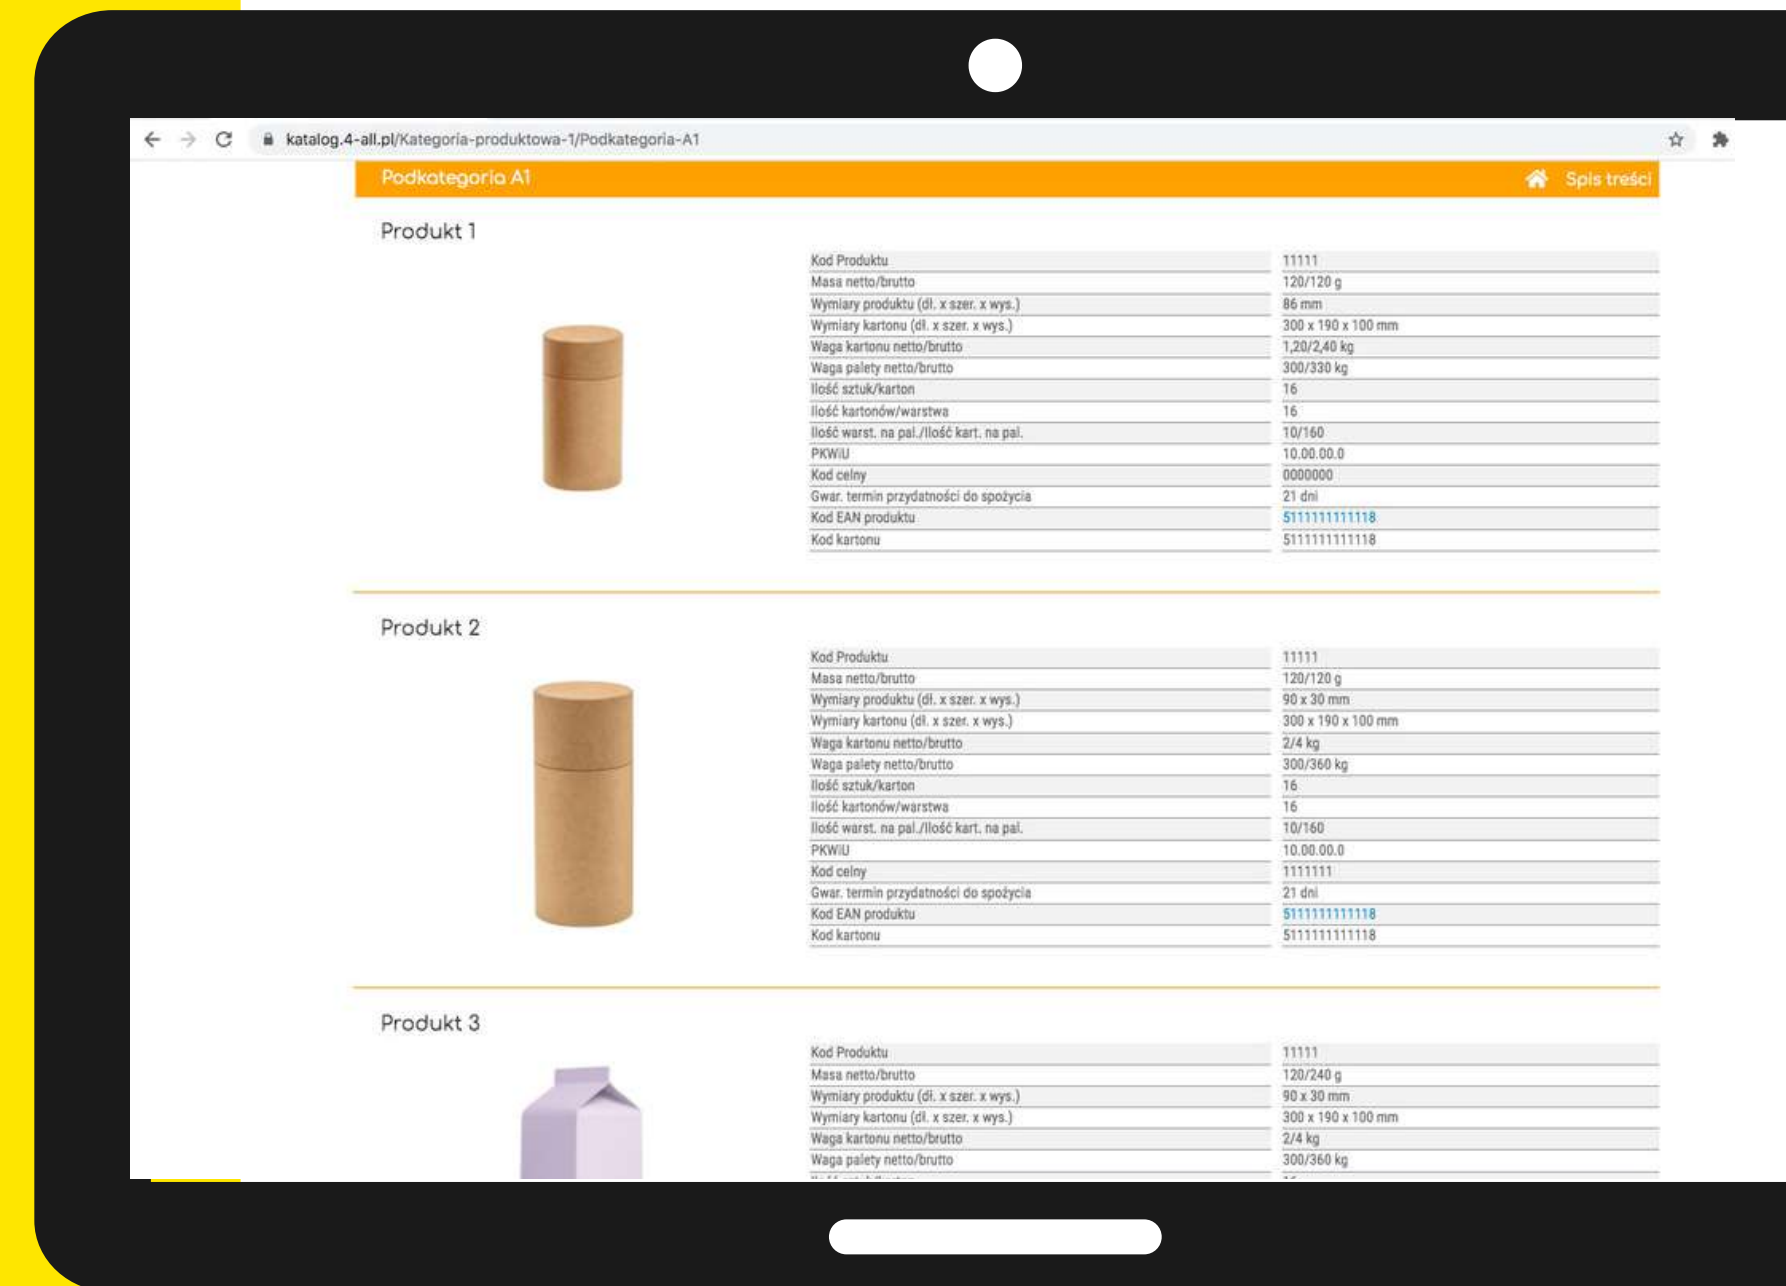 katalog.4-all.pl/Kategoria-produktowa-1/Podkategoria-A1
Podkategoria A1 Spis treści
Produkt 1
Kod Produktu 11111
Masa netto/brutto 120/120 g
Wymiary produktu (dł. x szer. x wys.) 86 mm
Wymiary kartonu (dł. x szer. x wys.) 300 x 190 x 100 mm
Waga kartonu netto/brutto 1,20/2,40 kg
Waga palety netto/brutto 300/330 kg
Ilość sztuk/karton 16
Ilość kartonów/warstwa 16
Ilość warst. na pal./Ilość kart. na pal. 10/160
PKWiU 10.00.00.0
Kod celny 0000000
Gwar. termin przydatności do spożycia 21 dni
Kod EAN produktu 5111111111118
Kod kartonu 5111111111118
Produkt 2
Kod Produktu 11111
Masa netto/brutto 120/120 g
Wymiary produktu (dł. x szer. x wys.) 90 x 30 mm
Wymiary kartonu (dł. x szer. x wys.) 300 x 190 x 100 mm
Waga kartonu netto/brutto 2/4 kg
Waga palety netto/brutto 300/360 kg
Ilość sztuk/karton 16
Ilość kartonów/warstwa 16
Ilość warst. na pal./Ilość kart. na pal. 10/160
PKWiU 10.00.00.0
Kod celny 1111111
Gwar. termin przydatności do spożycia 21 dni
Kod EAN produktu 5111111111118
Kod kartonu 5111111111118
Produkt 3
Kod Produktu 11111
Masa netto/brutto 120/240 g
Wymiary produktu (dł. x szer. x wys.) 90 x 30 mm
Wymiary kartonu (dł. x szer. x wys.) 300 x 190 x 100 mm
Waga kartonu netto/brutto 2/4 kg
Waga palety netto/brutto 300/360 kg